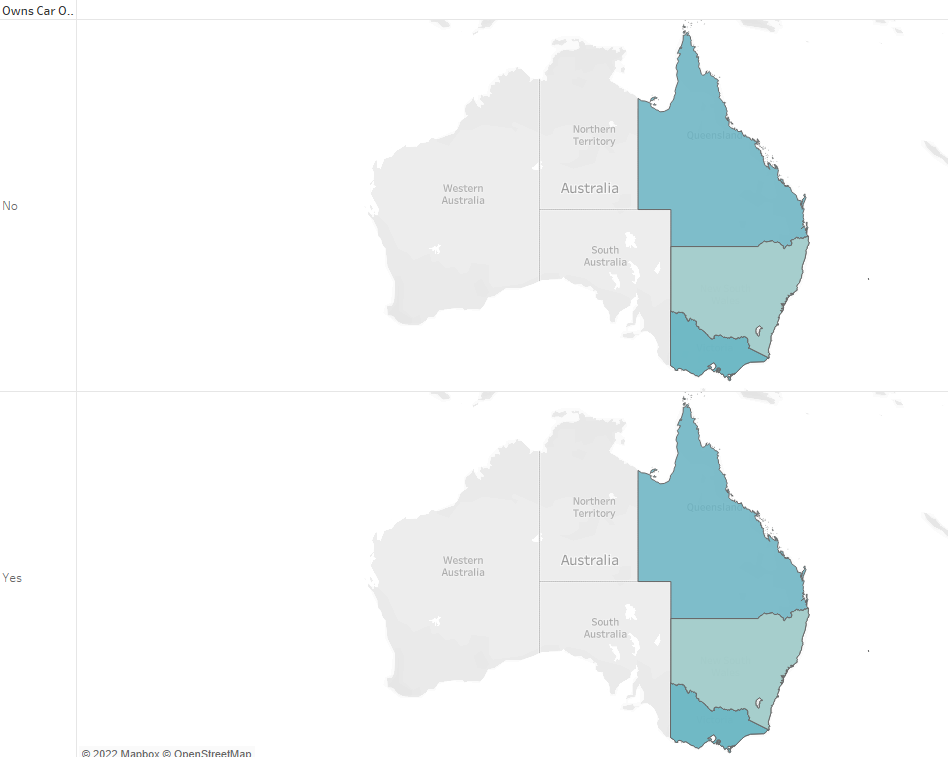 Owns Car O..
No
Northern
Territory
Queensland
Western
Australia
Australia
South
Australia
Yes
Northern
Territory
Queensland
Western
Australia
Australia
South
Australia
© 2022 Mapbox © OpenStreetMap